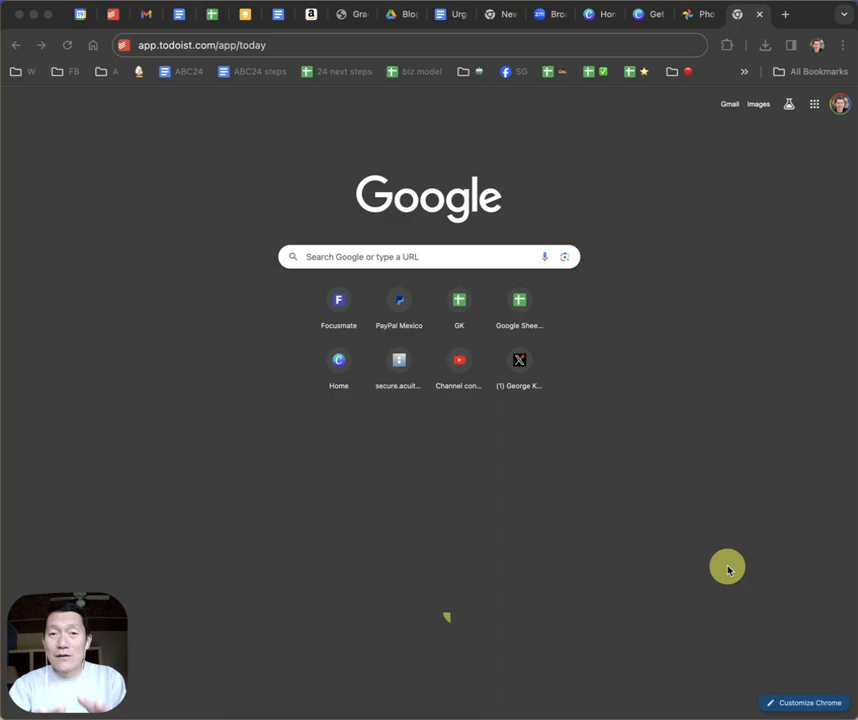 Gra
Blo
Urg
Nev
Bro
Hon
Get
Pho
app.todoist.com/app/today
W
FB
A
ABC24
ABC24 steps
24 next steps
biz model
SG
All Bookmarks
Gmail
Images
Google
Search Google or type a URL
Focusmate
PayPal Mexico
GK
Google Shee...
Home
secure.acuit...
Channel con...
(1) George K...
Customize Chrome